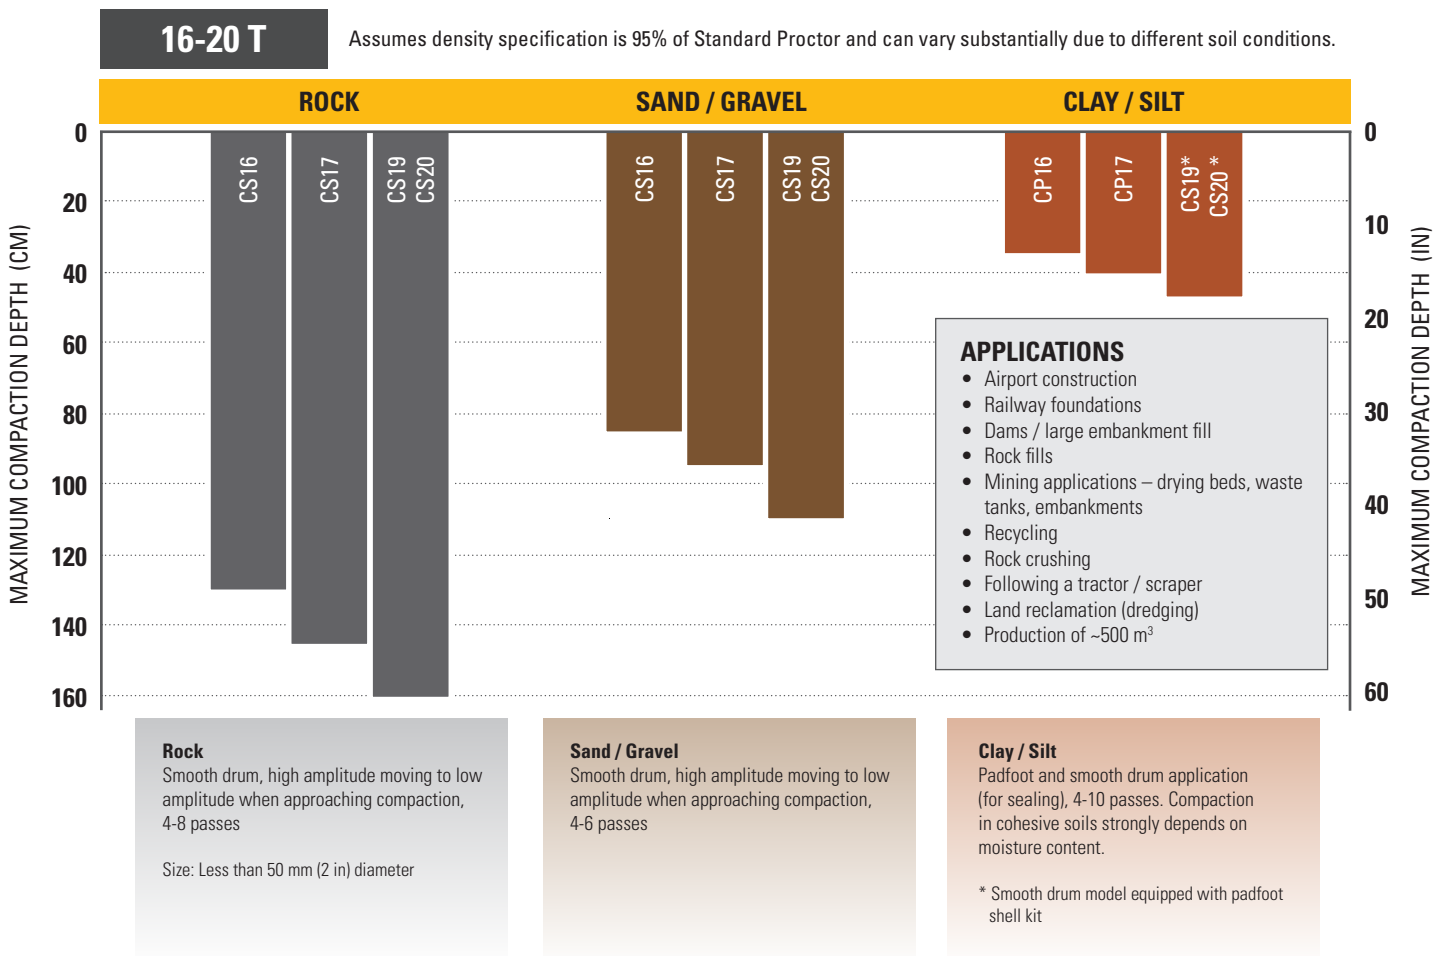 16-20 T
Assumes density specification is 95% of Standard Proctor and can vary substantially due to different soil conditions.
ROCK
SAND / GRAVEL
CLAY / SILT
MAXIMUM COMPACTION DEPTH (CM)
0
20
40
60
80
100
120
140
160
CS16
CS17
CS19
CS20
CS16
CS17
CS19
CS20
CP16
CP17
CS19*
CS20 *
0
10
20
30
40
50
60
MAXIMUM COMPACTION DEPTH (IN)
APPLICATIONS
• Airport construction
• Railway foundations
• Dams / large embankment fill
• Rock fills
• Mining applications – drying beds, waste
tanks, embankments
• Recycling
• Rock crushing
• Following a tractor / scraper
• Land reclamation (dredging)
• Production of ~500 m³
Rock
Smooth drum, high amplitude moving to low
amplitude when approaching compaction,
4-8 passes
Size: Less than 50 mm (2 in) diameter
Sand / Gravel
Smooth drum, high amplitude moving to low
amplitude when approaching compaction,
4-6 passes
Clay / Silt
Padfoot and smooth drum application
(for sealing), 4-10 passes. Compaction
in cohesive soils strongly depends on
moisture content.
* Smooth drum model equipped with padfoot
shell kit